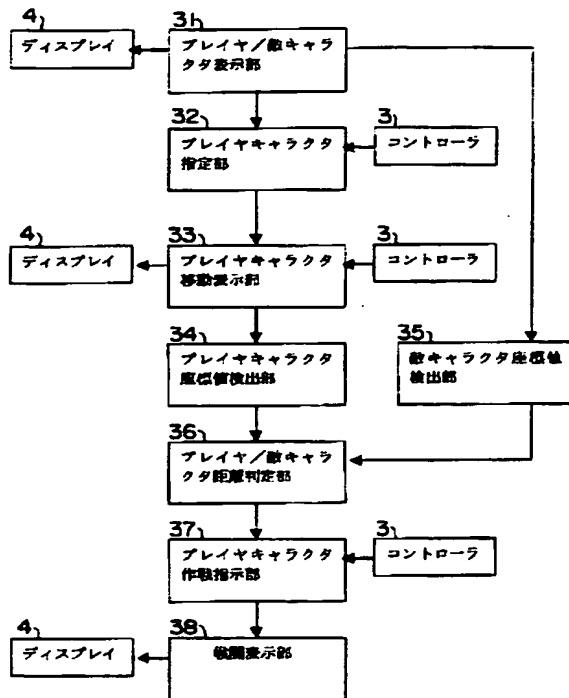 4
ディスプレイ
3h
プレイヤ/敵キャラ
クタ表示部
32
プレイヤキャラクタ
指定部
3
コントローラ
4
ディスプレイ
33
プレイヤキャラクタ
移動表示部
3
コントローラ
34
プレイヤキャラクタ
座標値検出部
35
敵キャラクタ座標値
検出部
36
プレイヤ/敵キャラ
クタ距離判定部
37
プレイヤキャラクタ
作戦指示部
3
コントローラ
4
ディスプレイ
38
戦闘表示部